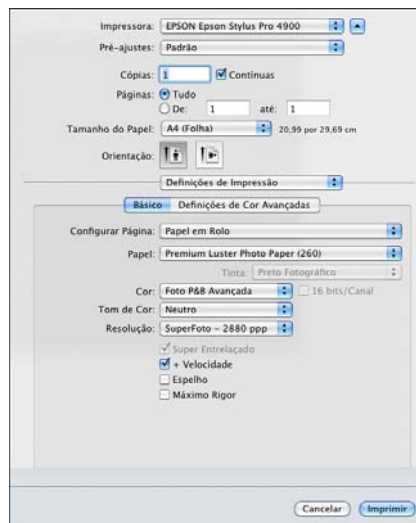 Impressora: EPSON Epson Stylus Pro 4900
Pré-ajustes: Padrão
Cópias: 1 Contínuas
Páginas: Tudo
De: 1 até: 1
Tamanho do Papel: A4 (Folha) 20,99 por 29,69 cm
Orientação:
Definições de Impressão
Básico Definições de Cor Avançadas
Configurar Página: Papel em Rolo
Papel: Premium Luster Photo Paper (260)
Tinta: Preto Fotográfico
Cor: Foto P&B Avançada 16 bits/Canal
Tom de Cor: Neutro
Resolução: SuperFoto - 2880 ppp
Super Entrelaçado
+ Velocidade
Espelho
Máximo Rigor
Cancelar Imprimir